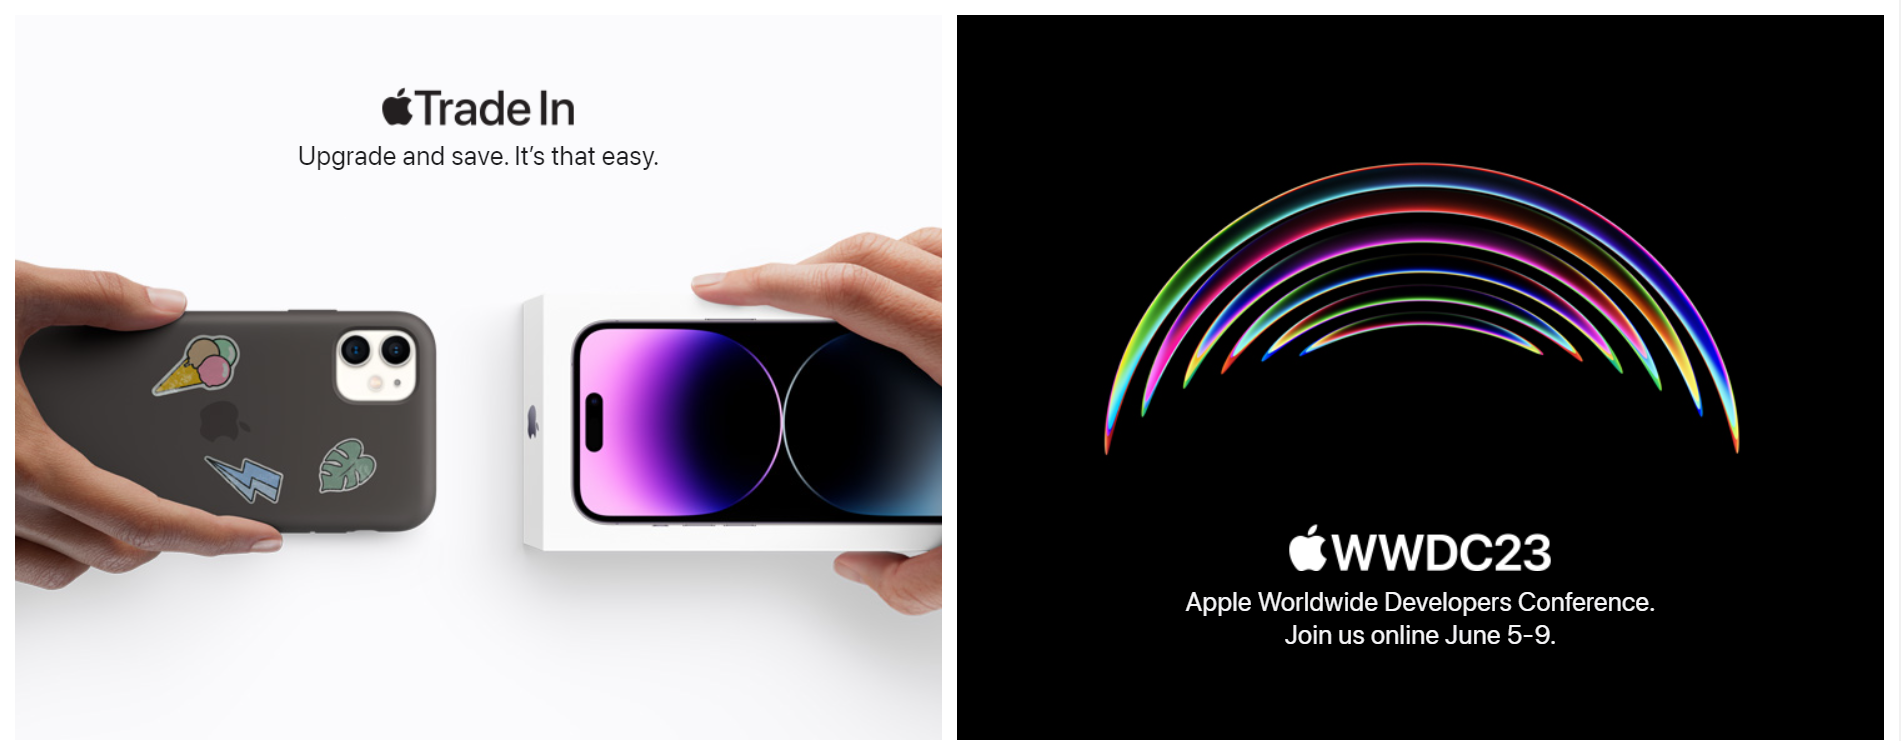 Trade In
Upgrade and save. It’s that easy.
WWDC23
Apple Worldwide Developers Conference.
Join us online June 5-9.